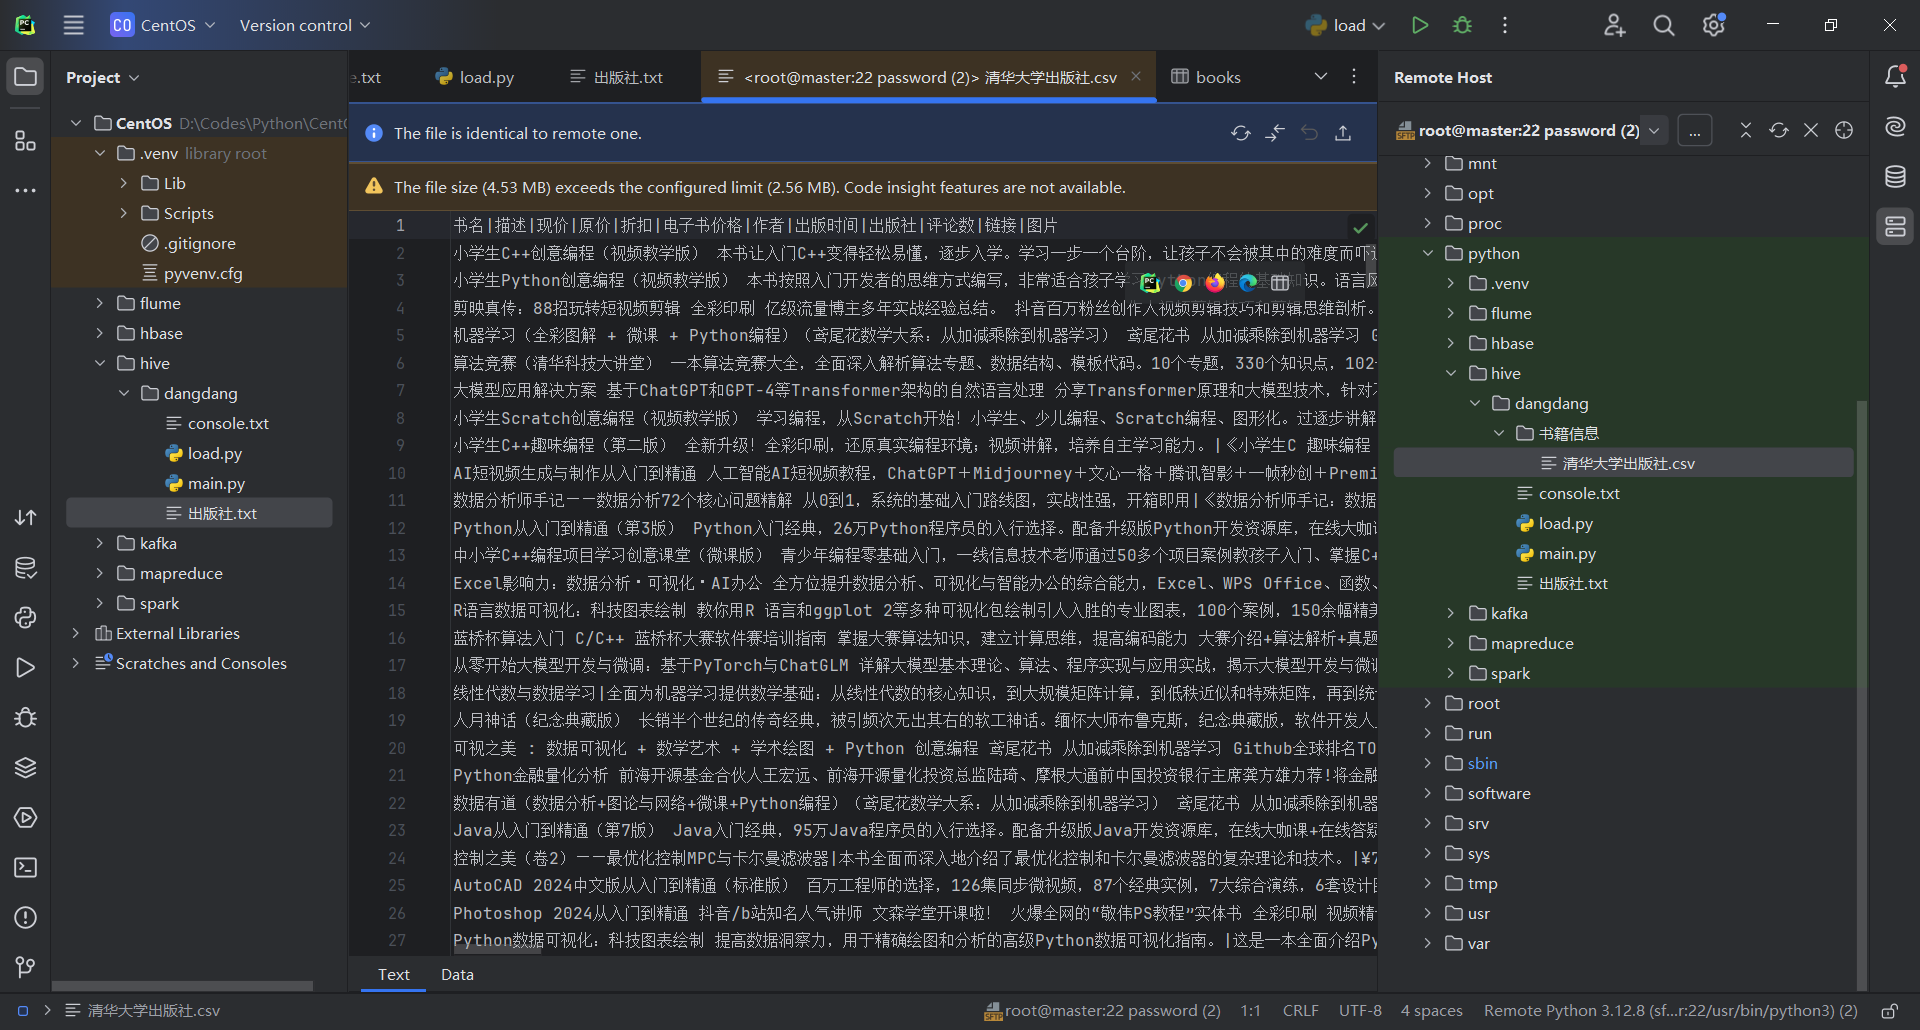 CO CentOS
Version control
load
Project
e.txt
load.py
出版社.txt
<root@master:22 password (2)> 清华大学出版社.csv
books
Remote Host
CentOS D:\Codes\Python\Cent
.venv library root
Lib
Scripts
.gitignore
pyvenv.cfg
flume
hbase
hive
dangdang
console.txt
load.py
main.py
出版社.txt
kafka
mapreduce
spark
External Libraries
Scratches and Consoles
The file is identical to remote one.
The file size (4.53 MB) exceeds the configured limit (2.56 MB). Code insight features are not available.
1 书名|描述|现价|原价|折扣|电子书价格|作者|出版时间|出版社|评论数|链接|图片
2 小学生C++创意编程（视频教学版） 本书让入门C++变得轻松易懂，逐步入学。学习一步一个台阶，让孩子不会被其中的难度而吓
3 小学生Python创意编程（视频教学版） 本书按照入门开发者的思维方式编写，非常适合孩子学习Python编程的基础知识。语言风
4 剪映真传：88招玩转短视频剪辑 全彩印刷 亿级流量博主多年实战经验总结。 抖音百万粉丝创作人视频剪辑技巧和剪辑思维剖析。
5 机器学习（全彩图解 + 微课 + Python编程）（鸢尾花数学大系：从加减乘除到机器学习） 鸢尾花书 从加减乘除到机器学习 G
6 算法竞赛（清华科技大讲堂） 一本算法竞赛大全，全面深入解析算法专题、数据结构、模板代码。10个专题，330个知识点，102
7 大模型应用解决方案 基于ChatGPT和GPT-4等Transformer架构的自然语言处理 分享Transformer原理和大模型技术，针对
8 小学生Scratch创意编程（视频教学版） 学习编程，从Scratch开始！小学生、少儿编程、Scratch编程、图形化。过逐步讲解
9 小学生C++趣味编程（第二版） 全新升级！全彩印刷，还原真实编程环境；视频讲解，培养自主学习能力。|《小学生C 趣味编程
10 AI短视频生成与制作从入门到精通 人工智能AI短视频教程，ChatGPT＋Midjourney＋文心一格＋腾讯智影＋一帧秒创＋Premi
11 数据分析师手记——数据分析72个核心问题精解 从0到1，系统的基础入门路线图，实战性强，开箱即用|《数据分析师手记：数据
12 Python从入门到精通（第3版） Python入门经典，26万Python程序员的入行选择。配备升级版Python开发资源库，在线大咖
13 中小学C++编程项目学习创意课堂（微课版） 青少年编程零基础入门，一线信息技术老师通过50多个项目案例教孩子入门、掌握C+
14 Excel影响力：数据分析·可视化·AI办公 全方位提升数据分析、可视化与智能办公的综合能力，Excel、WPS Office、函数、
15 R语言数据可视化：科技图表绘制 教你用R 语言和ggplot 2等多种可视化包绘制引人入胜的专业图表，100个案例，150余幅精美
16 蓝桥杯算法入门 C/C++ 蓝桥杯大赛软件赛培训指南 掌握大赛算法知识，建立计算思维，提高编码能力 大赛介绍+算法解析+真题
17 从零开始大模型开发与微调：基于PyTorch与ChatGLM 详解大模型基本理论、算法、程序实现与应用实战，揭示大模型开发与微调
18 线性代数与数据学习|全面为机器学习提供数学基础：从线性代数的核心知识，到大规模矩阵计算，到低秩近似和特殊矩阵，再到统
19 人月神话（纪念典藏版） 长销半个世纪的传奇经典，被引频次无出其右的软工神话。缅怀大师布鲁克斯，纪念典藏版，软件开发人
20 可视之美 : 数据可视化 + 数学艺术 + 学术绘图 + Python 创意编程 鸢尾花书 从加减乘除到机器学习 Github全球排名TO
21 Python金融量化分析 前海开源基金合伙人王宏远、前海开源量化投资总监陆琦、摩根大通前中国投资银行主席龚方雄力荐!将金融
22 数据有道（数据分析+图论与网络+微课+Python编程）（鸢尾花数学大系：从加减乘除到机器学习） 鸢尾花书 从加减乘除到机器
23 Java从入门到精通（第7版） Java入门经典，95万Java程序员的入行选择。配备升级版Java开发资源库，在线大咖课+在线答疑
24 控制之美（卷2）——最优化控制MPC与卡尔曼滤波器|本书全面而深入地介绍了最优化控制和卡尔曼滤波器的复杂理论和技术。|¥7
25 AutoCAD 2024中文版从入门到精通（标准版） 百万工程师的选择，126集同步微视频，87个经典实例，7大综合演练，6套设计
26 Photoshop 2024从入门到精通 抖音/b站知名人气讲师 文森学堂开课啦！ 火爆全网的“敬伟PS教程”实体书 全彩印刷 视频精
27 Python数据可视化：科技图表绘制 提高数据洞察力，用于精确绘图和分析的高级Python数据可视化指南。|这是一本全面介绍Py
Text
Data
root@master:22 password (2)
...
mnt
opt
proc
python
.venv
flume
hbase
hive
dangdang
书籍信息
清华大学出版社.csv
console.txt
load.py
main.py
出版社.txt
kafka
mapreduce
spark
root
run
sbin
software
srv
sys
tmp
usr
var
清华大学出版社.csv
root@master:22 password (2)
1:1
CRLF
UTF-8
4 spaces
Remote Python 3.12.8 (sf...r:22/usr/bin/python3) (2)